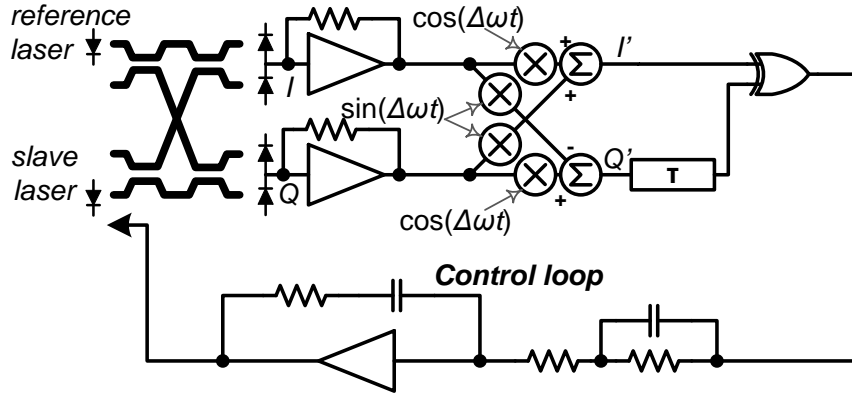 reference
laser
cos(Δωt)
+
Σ
I'
I
+
sin(Δωt)
slave
laser
-
Q'
Σ
τ
Q
+
cos(Δωt)
Control loop